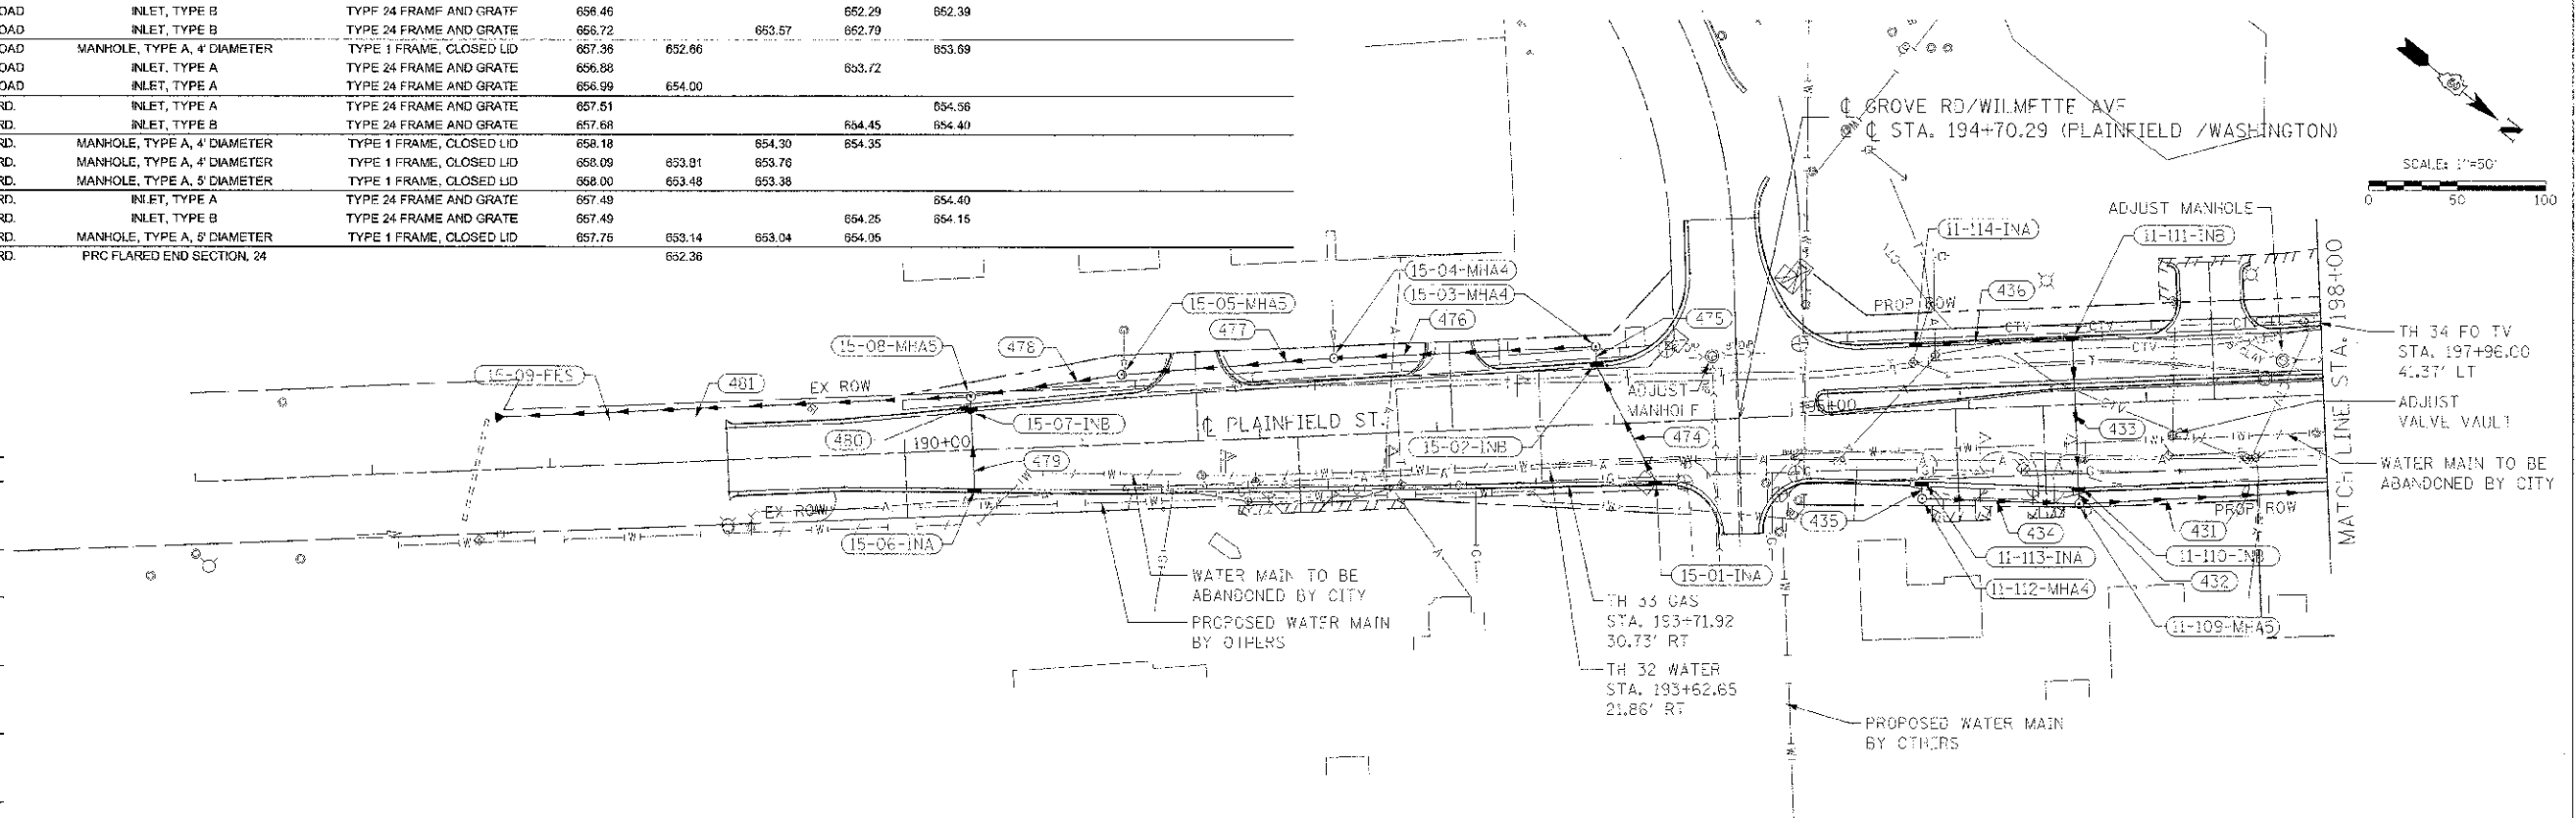 OAD INLET, TYPE B TYPE 24 FRAME AND GRATE 656.46 652.29 652.39
OAD INLET, TYPE B TYPE 24 FRAME AND GRATE 656.72 653.57 652.79
OAD MANHOLE, TYPE A, 4' DIAMETER TYPE 1 FRAME, CLOSED LID 657.36 652.66 653.69
OAD INLET, TYPE A TYPE 24 FRAME AND GRATE 656.88 653.72
OAD INLET, TYPE A TYPE 24 FRAME AND GRATE 656.99 654.00
RD. INLET, TYPE A TYPE 24 FRAME AND GRATE 657.51 654.56
RD. INLET, TYPE B TYPE 24 FRAME AND GRATE 657.68 654.45 654.40
RD. MANHOLE, TYPE A, 4' DIAMETER TYPE 1 FRAME, CLOSED LID 658.18 654.30 654.35
RD. MANHOLE, TYPE A, 4' DIAMETER TYPE 1 FRAME, CLOSED LID 658.09 653.81 653.76
RD. MANHOLE, TYPE A, 5' DIAMETER TYPE 1 FRAME, CLOSED LID 658.00 653.48 653.38
RD. INLET, TYPE A TYPE 24 FRAME AND GRATE 657.49 654.40
RD. INLET, TYPE B TYPE 24 FRAME AND GRATE 657.49 654.25 654.15
RD. MANHOLE, TYPE A, 5' DIAMETER TYPE 1 FRAME, CLOSED LID 657.75 653.14 653.04 654.05
RD. PRC FLARED END SECTION, 24 652.36
℄ GROVE RD/WILMETTE AVE
℄ STA. 194+70.29 (PLAINFIELD /WASHINGTON)
N
SCALE: 1"=50'
0 50 100
ADJUST MANHOLE
11-114-INA
11-111-INB
436
PROP ROW
CTV
MATCH LINE STA. 198+00
TH 34 FO TV
STA. 197+96.00
41.37' LT
ADJUST
VALVE VAULT
WATER MAIN TO BE
ABANDONED BY CITY
15-04-MHA4
15-03-MHA4
15-05-MHA5
475
476
477
478
15-08-MHA5
15-09-FES
481
EX ROW
480
190+00
15-07-INB
479
℄ PLAINFIELD ST.
15-02-INB
ADJUST
MANHOLE
474
433
EX ROW
15-06-INA
WATER MAIN TO BE
ABANDONED BY CITY
PROPOSED WATER MAIN
BY OTHERS
15-01-INA
TH 33 GAS
STA. 193+71.92
30.73' RT
TH 32 WATER
STA. 193+62.65
21.86' RT
435
434
431
PROP ROW
11-113-INA
11-110-INB
11-112-MHA4
432
11-109-MHA5
PROPOSED WATER MAIN
BY OTHERS